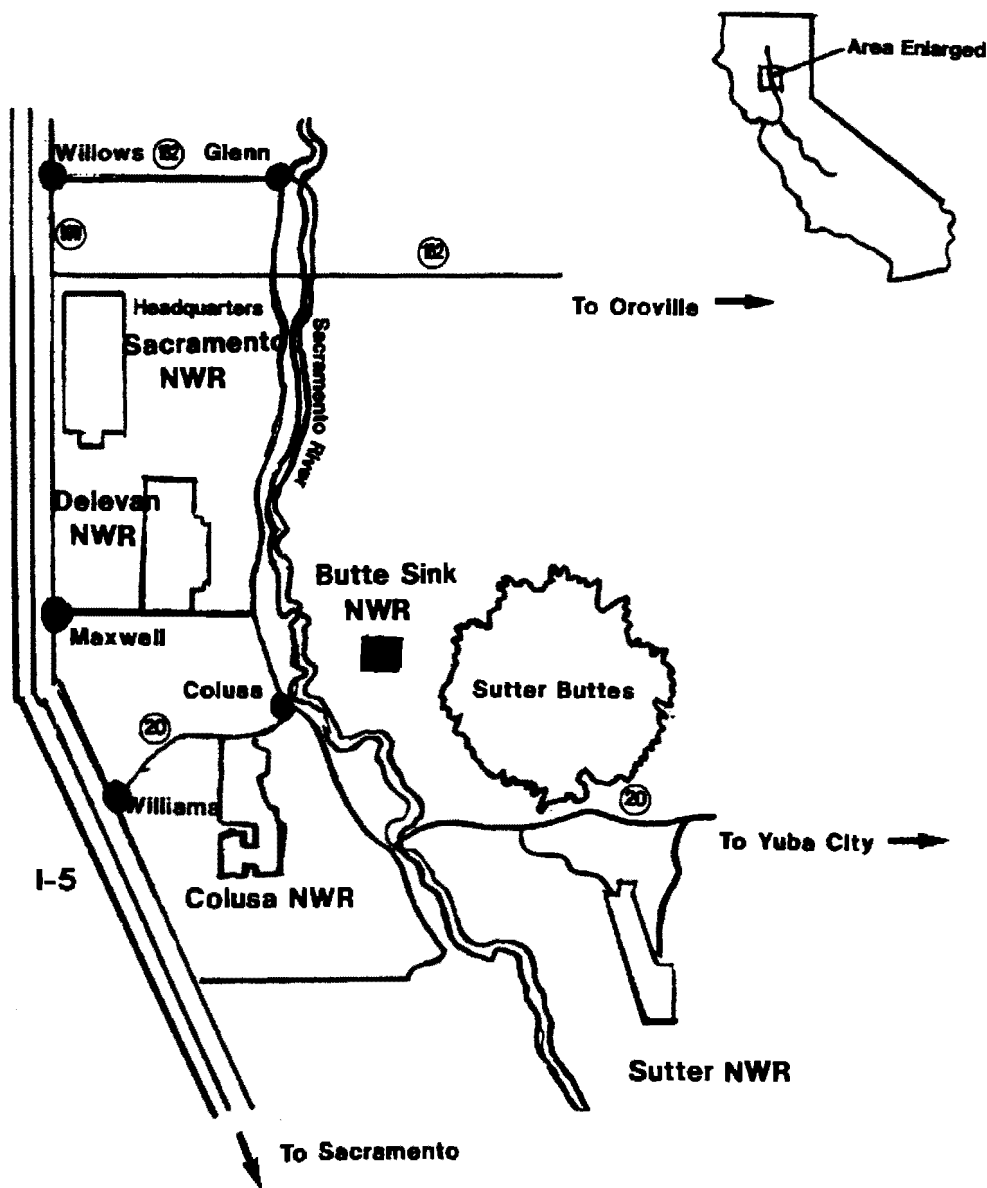 Area Enlarged
Willows 162 Glenn
162
To Oroville
Headquarters
Sacramento
NWR
Sacramento River
Delevan
NWR
Butte Sink
NWR
Maxwell
Colusa
Sutter Buttes
20
Williams
20
To Yuba City
I-5
Colusa NWR
Sutter NWR
To Sacramento